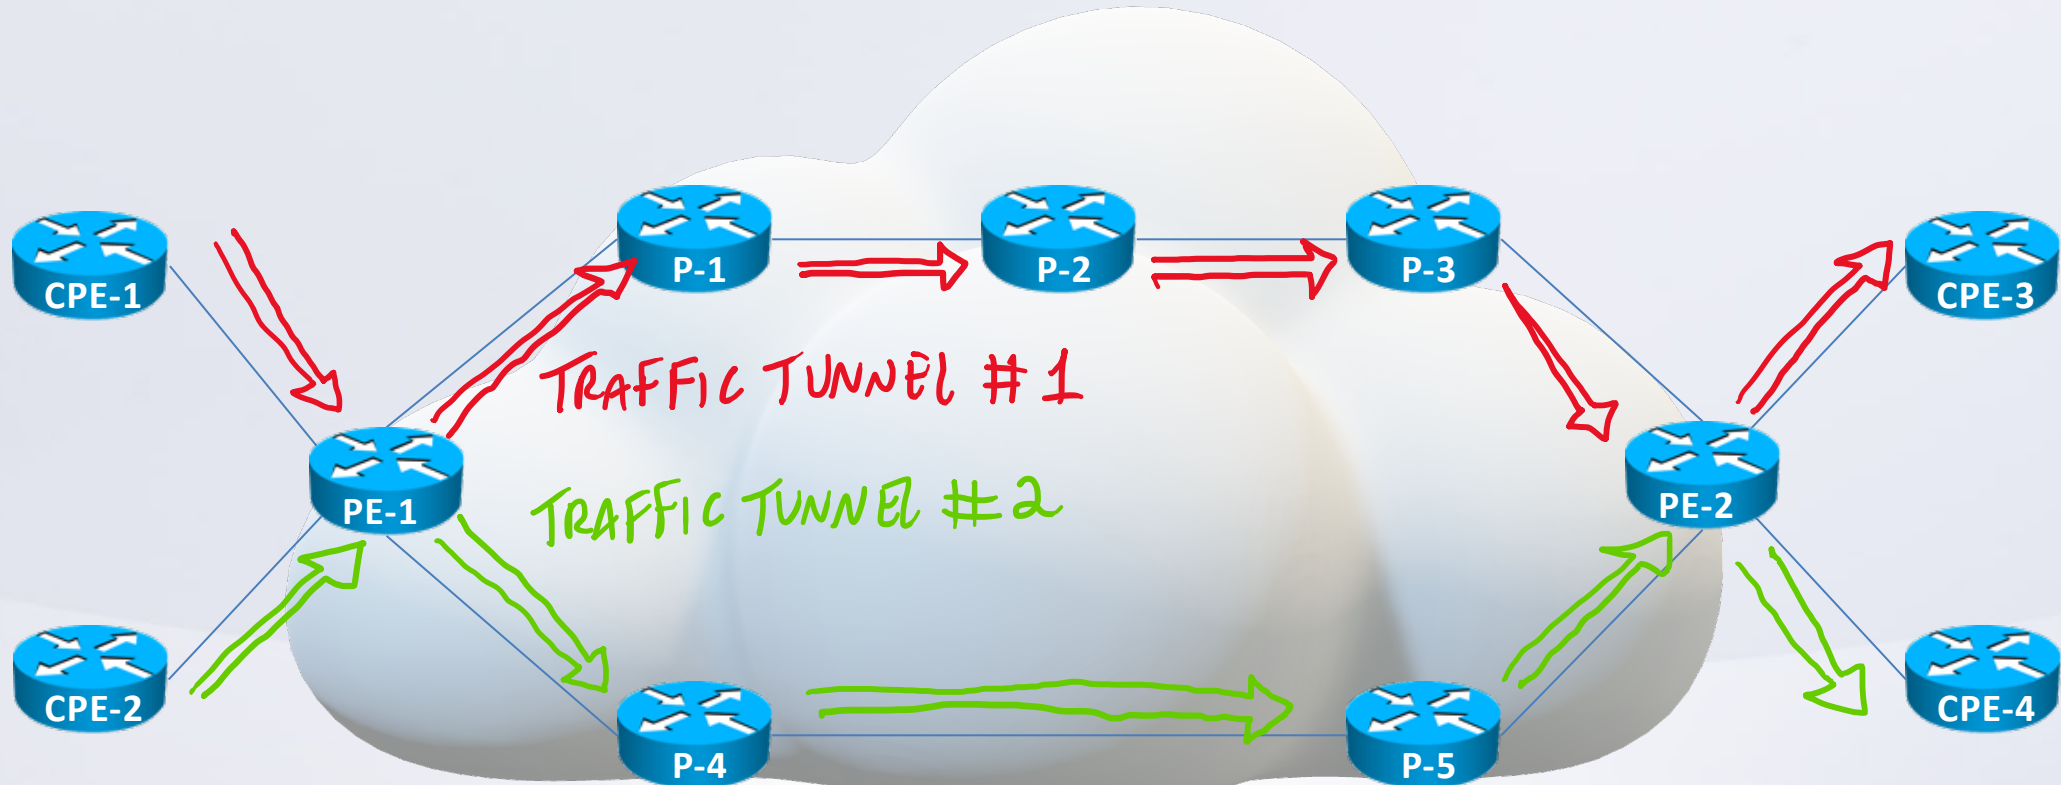 P-1
P-2
P-3
CPE-1
CPE-3
TRAFFIC TUNNEL #1
PE-1
TRAFFIC TUNNEL #2
PE-2
CPE-2
CPE-4
P-4
P-5